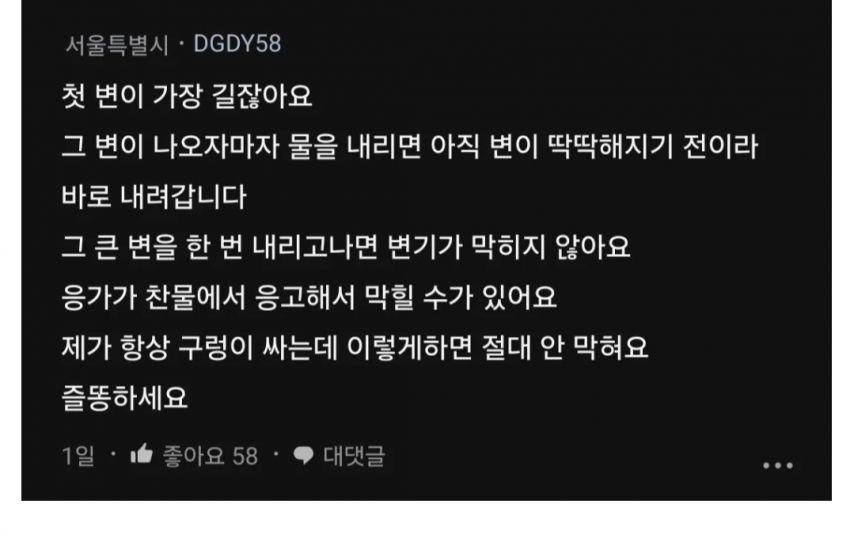 서울특별시 · DGDY58
첫 변이 가장 길잖아요
그 변이 나오자마자 물을 내리면 아직 변이 딱딱해지기 전이라
바로 내려갑니다
그 큰 변을 한 번 내리고나면 변기가 막히지 않아요
응가가 찬물에서 응고해서 막힐 수가 있어요
제가 항상 구렁이 싸는데 이렇게하면 절대 안 막혀요
즐똥하세요
1일 · 좋아요 58 · 대댓글